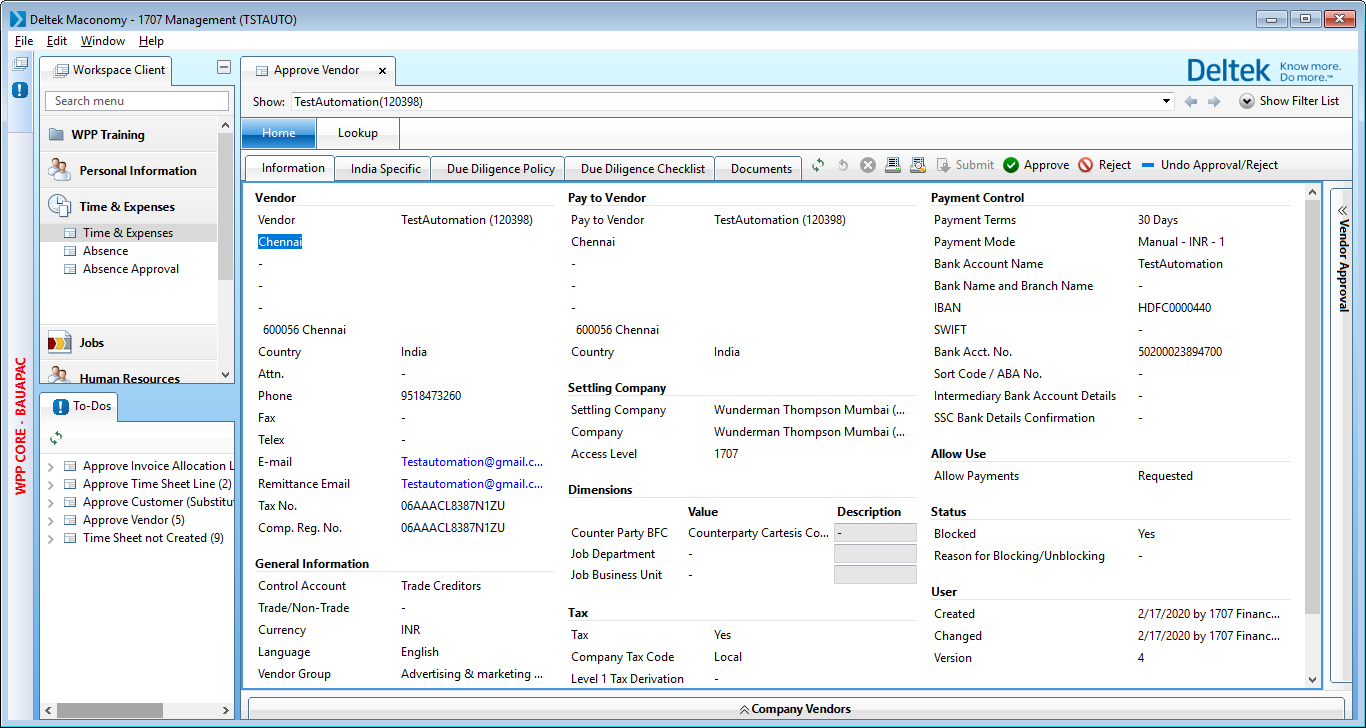 Deltek Maconomy - 1707 Management (TSTAUTO)
File Edit Window Help
Workspace Client
Search menu
WPP Training
Personal Information
Time & Expenses
Time & Expenses
Absence
Absence Approval
Jobs
Human Resources
WPP CORE - BAUAPAC
To-Dos
Approve Invoice Allocation L
Approve Time Sheet Line (2)
Approve Customer (Substitut
Approve Vendor (5)
Time Sheet not Created (9)
Approve Vendor
Deltek Know more.
Do more.™
Show: TestAutomation(120398)
Show Filter List
Home Lookup
Information India Specific Due Diligence Policy Due Diligence Checklist Documents Submit Approve Reject Undo Approval/Reject
Vendor
Vendor TestAutomation (120398)
Chennai
-
-
-
600056 Chennai
Country India
Attn. -
Phone 9518473260
Fax -
Telex -
E-mail Testautomation@gmail.c...
Remittance Email Testautomation@gmail.c...
Tax No. 06AAACL8387N1ZU
Comp. Reg. No. 06AAACL8387N1ZU
General Information
Control Account Trade Creditors
Trade/Non-Trade -
Currency INR
Language English
Vendor Group Advertising & marketing ...
Pay to Vendor
Pay to Vendor TestAutomation (120398)
Chennai
-
-
-
600056 Chennai
Country India
Settling Company
Settling Company Wunderman Thompson Mumbai (...
Company Wunderman Thompson Mumbai (...
Access Level 1707
Dimensions
Value Description
Counter Party BFC Counterparty Cartesis Co... -
Job Department -
Job Business Unit -
Tax
Tax Yes
Company Tax Code Local
Level 1 Tax Derivation -
Payment Control
Payment Terms 30 Days
Payment Mode Manual - INR - 1
Bank Account Name TestAutomation
Bank Name and Branch Name -
IBAN HDFC0000440
SWIFT -
Bank Acct. No. 50200023894700
Sort Code / ABA No. -
Intermediary Bank Account Details -
SSC Bank Details Confirmation -
Allow Use
Allow Payments Requested
Status
Blocked Yes
Reason for Blocking/Unblocking -
User
Created 2/17/2020 by 1707 Financ...
Changed 2/17/2020 by 1707 Financ...
Version 4
Vendor Approval
Company Vendors